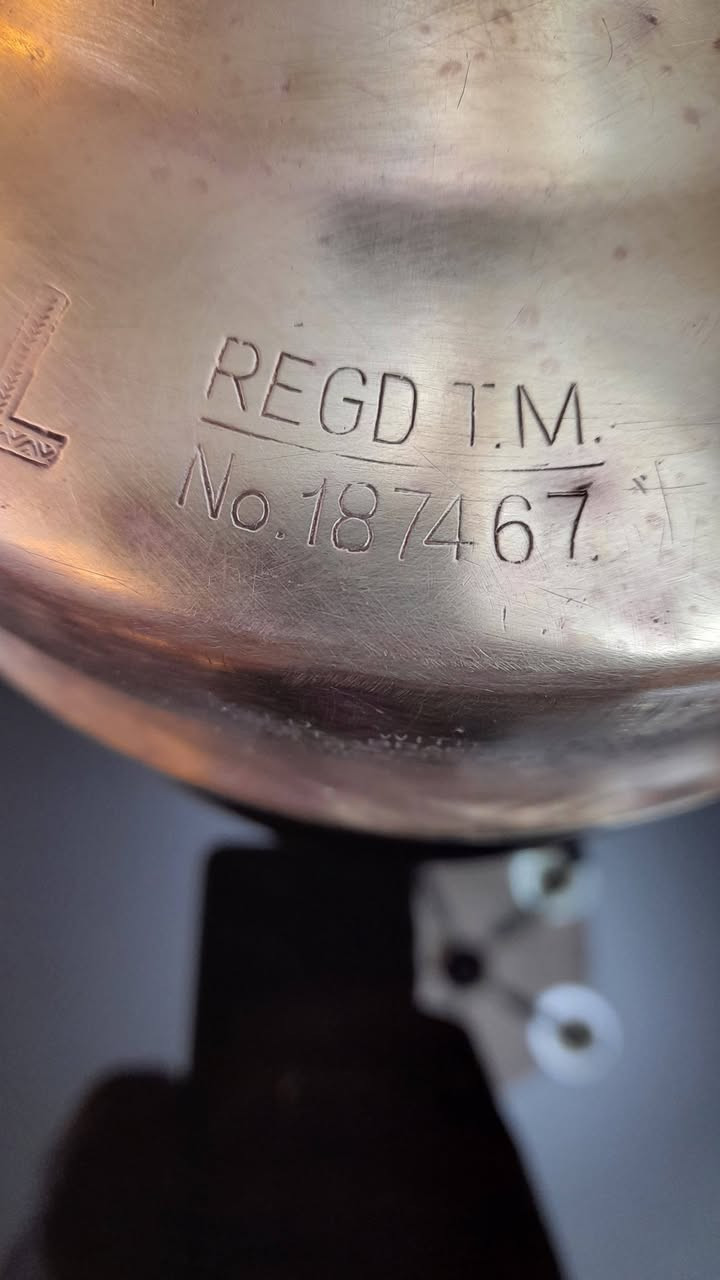 L
REGD T.M.
No. 187467.